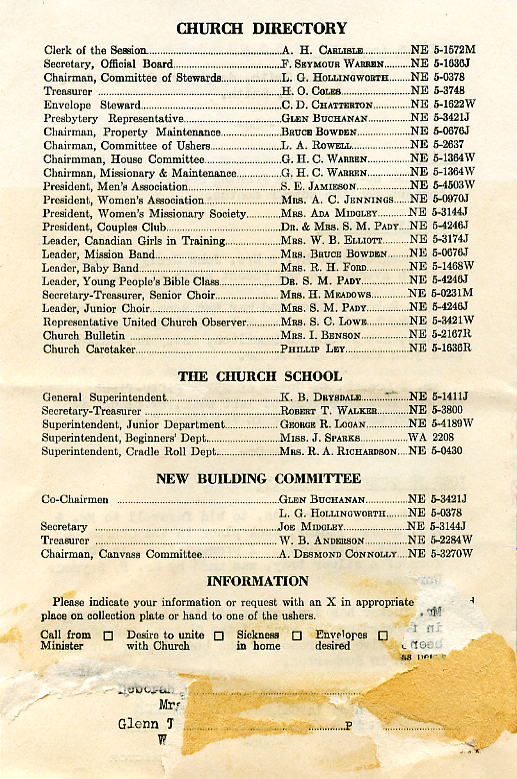 CHURCH DIRECTORY
Clerk of the Session A. H. CARLISLE NE 5-1572M
Secretary, Official Board F. SEYMOUR WARREN NE 5-1636J
Chairman, Committee of Stewards L. G. HOLLINGWORTH NE 5-0378
Treasurer H. O. COLES NE 5-3748
Envelope Steward C. D. CHATTERTON NE 5-1622W
Presbytery Representative GLEN BUCHANAN NE 5-3421J
Chairman, Property Maintenance BRUCE BOWDEN NE 5-0676J
Chairman, Committee of Ushers L. A. ROWELL NE 5-2637
Chairmman, House Committee G. H. C. WARREN NE 5-1364W
Chairman, Missionary & Maintenance G. H. C. WARREN NE 5-1364W
President, Men's Association S. E. JAMIESON NE 5-4503W
President, Women's Association MRS. A. C. JENNINGS NE 5-0970J
President, Women's Missionary Society MRS. ADA MIDGLEY NE 5-3144J
President, Couples Club DR. & MRS. S. M. PADY NE 5-4246J
Leader, Canadian Girls in Training MRS. W. B. ELLIOTT NE 5-3174J
Leader, Mission Band MRS. BRUCE BOWDEN NE 5-0676J
Leader, Baby Band MRS. R. H. FORD NE 5-1468W
Leader, Young People's Bible Class DR. S. M. PADY NE 5-4246J
Secretary-Treasurer, Senior Choir MRS. H. MEADOWS NE 5-0231M
Leader, Junior Choir MRS. S. M. PADY NE 5-4246J
Representative United Church Observer MRS. S. C. LOWE NE 5-3421W
Church Bulletin MRS. I. BENSON NE 5-2167R
Church Caretaker PHILLIP LEY NE 5-1636R
THE CHURCH SCHOOL
General Superintendent K. B. DRYSDALE NE 5-1411J
Secretary-Treasurer ROBERT T. WALKER NE 5-3800
Superintendent, Junior Department GEORGE R. LOGAN NE 5-4189W
Superintendent, Beginners' Dept. MISS. J. SPARKS WA 2208
Superintendent, Cradle Roll Dept. MRS. R. A. RICHARDSON NE 5-0430
NEW BUILDING COMMITTEE
Co-Chairmen GLEN BUCHANAN NE 5-3421J
L. G. HOLLINGWORTH NE 5-0378
Secretary JOE MIDGLEY NE 5-3144J
Treasurer W. B. ANDERSON NE 5-2284W
Chairman, Canvass Committee A. DESMOND CONNOLLY NE 5-3270W
INFORMATION
Please indicate your information or request with an X in appropriate
place on collection plate or hand to one of the ushers.
Call from Minister ☐ Desire to unite with Church ☐ Sickness in home ☐ Envelopes desired ☐
Mr.
Glenn